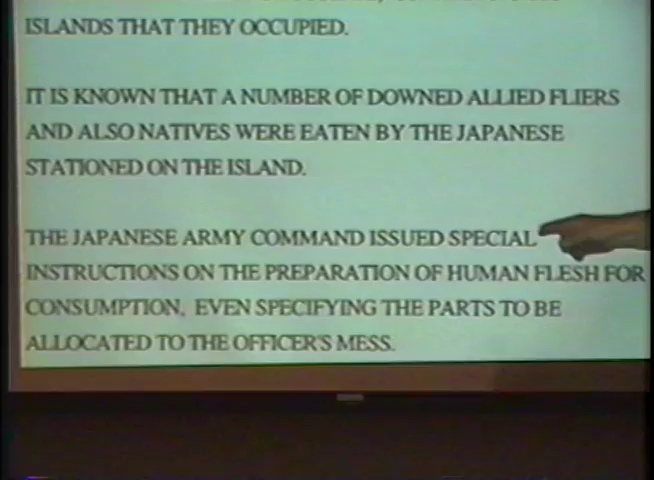 ISLANDS THAT THEY OCCUPIED.
IT IS KNOWN THAT A NUMBER OF DOWNED ALLIED FLIERS
AND ALSO NATIVES WERE EATEN BY THE JAPANESE
STATIONED ON THE ISLAND.
THE JAPANESE ARMY COMMAND ISSUED SPECIAL
INSTRUCTIONS ON THE PREPARATION OF HUMAN FLESH FOR
CONSUMPTION, EVEN SPECIFYING THE PARTS TO BE
ALLOCATED TO THE OFFICER'S MESS.